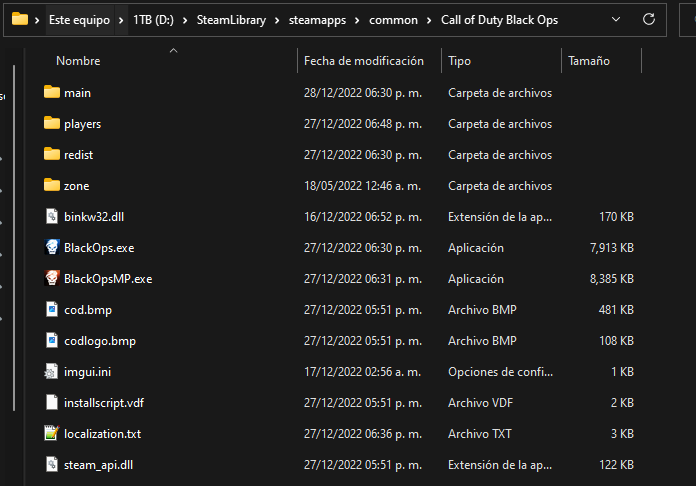 Este equipo > 1TB (D:) > SteamLibrary > steamapps > common > Call of Duty Black Ops
Nombre Fecha de modificación Tipo Tamaño
main 28/12/2022 06:30 p. m. Carpeta de archivos
players 27/12/2022 06:48 p. m. Carpeta de archivos
redist 27/12/2022 06:30 p. m. Carpeta de archivos
zone 18/05/2022 12:46 a. m. Carpeta de archivos
binkw32.dll 16/12/2022 06:52 p. m. Extensión de la ap... 170 KB
BlackOps.exe 27/12/2022 06:30 p. m. Aplicación 7,913 KB
BlackOpsMP.exe 27/12/2022 06:31 p. m. Aplicación 8,385 KB
cod.bmp 27/12/2022 05:51 p. m. Archivo BMP 481 KB
codlogo.bmp 27/12/2022 05:51 p. m. Archivo BMP 108 KB
imgui.ini 17/12/2022 02:56 a. m. Opciones de confi... 1 KB
installscript.vdf 27/12/2022 05:51 p. m. Archivo VDF 2 KB
localization.txt 27/12/2022 06:36 p. m. Archivo TXT 3 KB
steam_api.dll 27/12/2022 05:51 p. m. Extensión de la ap... 122 KB